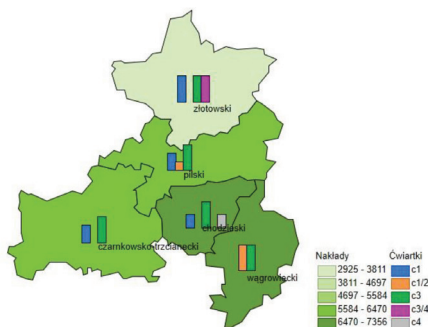 złotowski
pilski
chodzieski
czarnkowsko-trzcianecki
wągrowiecki
Nakłady Ćwiartki
2925 - 3811 c1
3811 - 4697 c1/2
4697 - 5584 c3
5584 - 6470 c3/4
6470 - 7356 c4